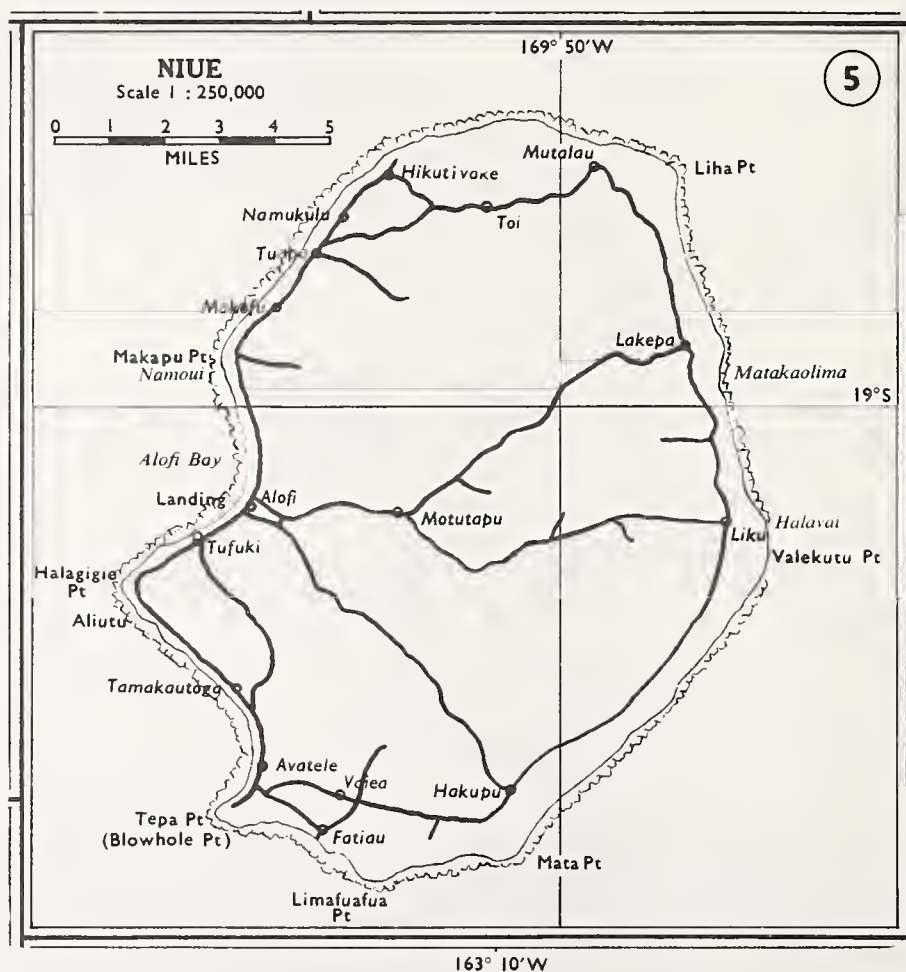 169° 50'W
NIUE
5
Scale 1 : 250,000
0 1 2 3 4 5
MILES
Mutalau
Liha Pt
Hikutivake
Namukulu
Toi
Makefu
Lakepa
Makapu Pt
Namoui
Matakaolima
19°S
Alofi Bay
Landing
Alofi
Motutapu
Liku
Halavai
Tufuki
Valekutu Pt
Halagigie
Pt
Aliutu
Tamakautoga
Avatele
Vaiea
Hakupu
Tepa Pt
(Blowhole Pt)
Fatiau
Mata Pt
Limafuafua
Pt
163° 10'W